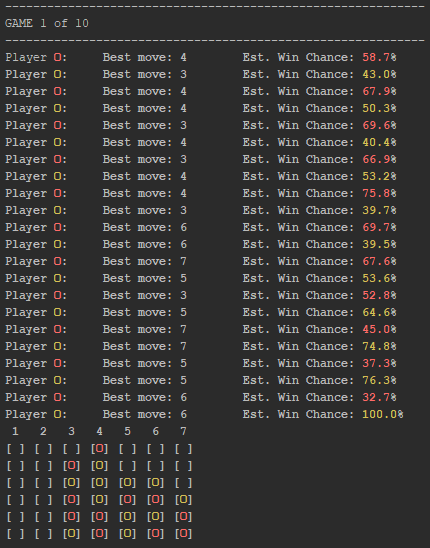 ------------------------------------------------------------
GAME 1 of 10
------------------------------------------------------------
Player O:     Best move: 4        Est. Win Chance: 58.7%
Player O:     Best move: 3        Est. Win Chance: 43.0%
Player O:     Best move: 4        Est. Win Chance: 67.9%
Player O:     Best move: 4        Est. Win Chance: 50.3%
Player O:     Best move: 3        Est. Win Chance: 69.6%
Player O:     Best move: 4        Est. Win Chance: 40.4%
Player O:     Best move: 3        Est. Win Chance: 66.9%
Player O:     Best move: 4        Est. Win Chance: 53.2%
Player O:     Best move: 4        Est. Win Chance: 75.8%
Player O:     Best move: 3        Est. Win Chance: 39.7%
Player O:     Best move: 6        Est. Win Chance: 69.7%
Player O:     Best move: 6        Est. Win Chance: 39.5%
Player O:     Best move: 7        Est. Win Chance: 67.6%
Player O:     Best move: 5        Est. Win Chance: 53.6%
Player O:     Best move: 3        Est. Win Chance: 52.8%
Player O:     Best move: 5        Est. Win Chance: 64.6%
Player O:     Best move: 7        Est. Win Chance: 45.0%
Player O:     Best move: 7        Est. Win Chance: 74.8%
Player O:     Best move: 5        Est. Win Chance: 37.3%
Player O:     Best move: 5        Est. Win Chance: 76.3%
Player O:     Best move: 6        Est. Win Chance: 32.7%
Player O:     Best move: 6        Est. Win Chance: 100.0%
 1   2   3   4   5   6   7
[ ] [ ] [ ] [O] [ ] [ ] [ ]
[ ] [ ] [O] [O] [ ] [ ] [ ]
[ ] [ ] [O] [O] [O] [O] [ ]
[ ] [ ] [O] [O] [O] [O] [O]
[ ] [ ] [O] [O] [O] [O] [O]
[ ] [ ] [O] [O] [O] [O] [O]